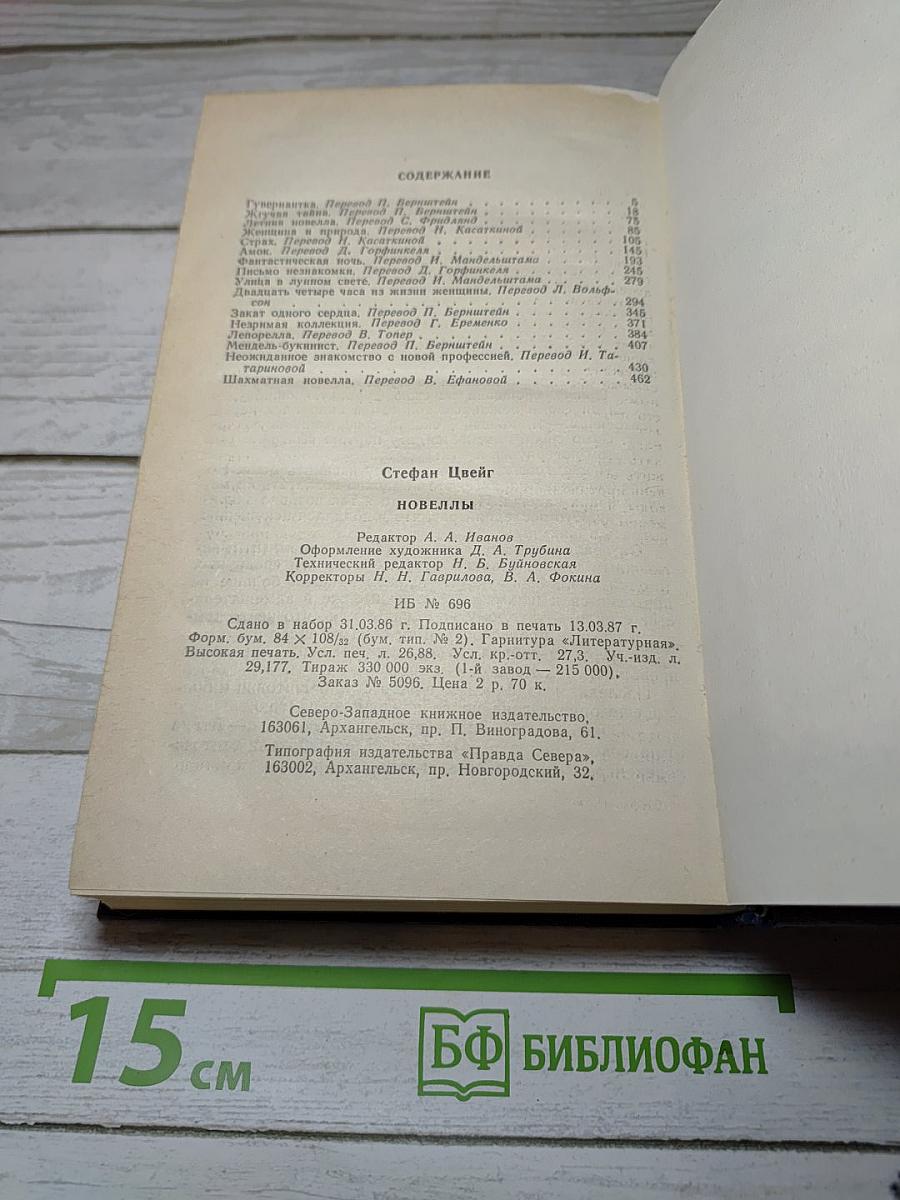 СОДЕРЖАНИЕ
Гувернантка. Перевод П. Бернштейн . . . . . . . . . . 5
Жгучая тайна. Перевод П. Бернштейн . . . . . . . . . 18
Летняя новелла. Перевод С. Фридлянд . . . . . . . . . 75
Женщина и природа. Перевод Н. Касаткиной . . . . . . . 85
Страх. Перевод Н. Касаткиной . . . . . . . . . . . 105
Амок. Перевод Д. Горфинкеля . . . . . . . . . . . 145
Фантастическая ночь. Перевод И. Мандельштама . . . . . 193
Письмо незнакомки. Перевод Д. Горфинкеля . . . . . . . 245
Улица в лунном свете. Перевод И. Мандельштама . . . . . 279
Двадцать четыре часа из жизни женщины. Перевод Л. Вольф-
сон . . . . . . . . . . . . . . . . . . 294
Закат одного сердца. Перевод П. Бернштейн . . . . . . . 345
Незримая коллекция. Перевод Г. Еременко . . . . . . . 371
Лепорелла. Перевод В. Топер . . . . . . . . . . . 384
Мендель-букинист. Перевод П. Бернштейн . . . . . . . 407
Неожиданное знакомство с новой профессией. Перевод И. Та-
тариновой . . . . . . . . . . . . . . . . 430
Шахматная новелла. Перевод В. Ефановой . . . . . . . 462
Стефан Цвейг
НОВЕЛЛЫ
Редактор А. А. Иванов
Оформление художника Д. А. Трубина
Технический редактор Н. Б. Буйновская
Корректоры Н. Н. Гаврилова, В. А. Фокина
ИБ № 696
Сдано в набор 31.03.86 г. Подписано в печать 13.03.87 г.
Форм. бум. 84 × 108/32 (бум. тип. № 2). Гарнитура «Литературная».
Высокая печать. Усл. печ. л. 26,88. Усл. кр.-отт. 27,3. Уч.-изд. л.
29,177. Тираж 330 000 экз. (1-й завод — 215 000).
Заказ № 5096. Цена 2 р. 70 к.
Северо-Западное книжное издательство,
163061, Архангельск, пр. П. Виноградова, 61.
Типография издательства «Правда Севера»,
163002, Архангельск, пр. Новгородский, 32.
15 см
БФ БИБЛИОФАН